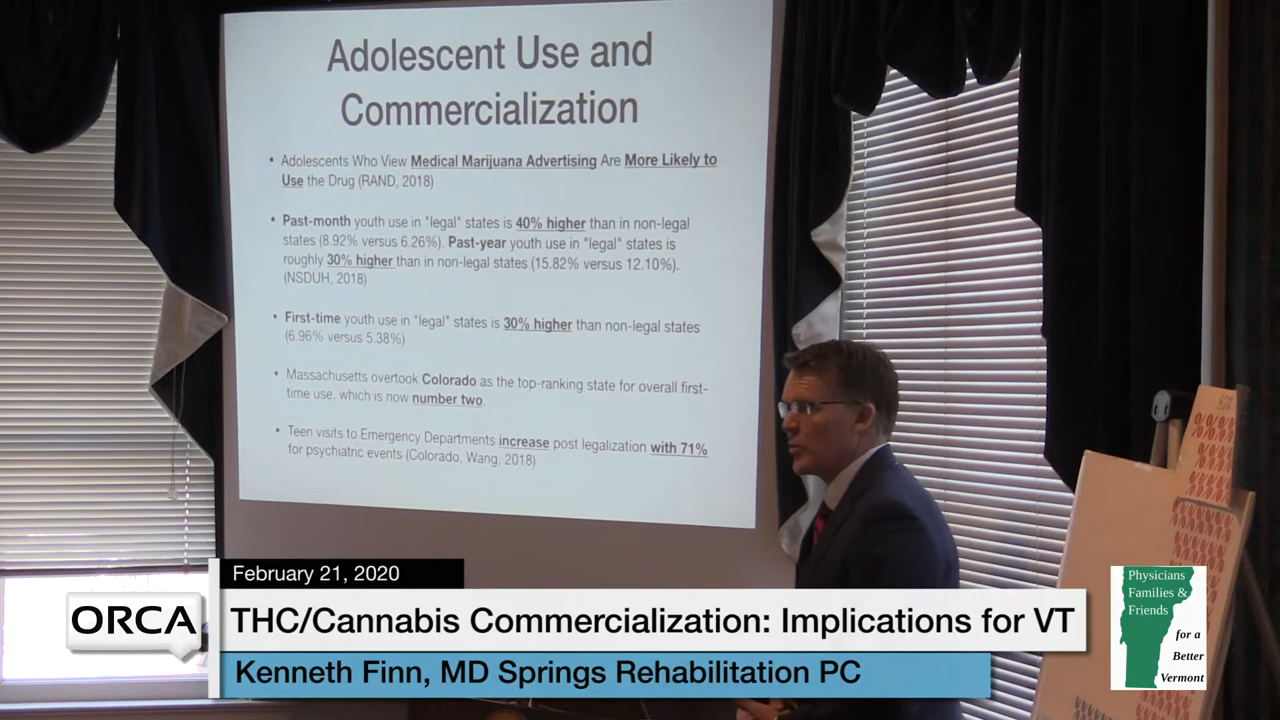 Adolescent Use and
Commercialization
• Adolescents Who View Medical Marijuana Advertising Are More Likely to
Use the Drug (RAND, 2018)
• Past-month youth use in "legal" states is 40% higher than in non-legal
states (8.92% versus 6.26%). Past-year youth use in "legal" states is
roughly 30% higher than in non-legal states (15.82% versus 12.10%).
(NSDUH, 2018)
• First-time youth use in "legal" states is 30% higher than non-legal states
(6.96% versus 5.38%)
• Massachusetts overtook Colorado as the top-ranking state for overall first-
time use. which is now number two.
• Teen visits to Emergency Departments increase post legalization with 71%
for psychiatric events (Colorado, Wang, 2018)
February 21, 2020
ORCA
THC/Cannabis Commercialization: Implications for VT
Kenneth Finn, MD Springs Rehabilitation PC
Physicians
Families &
Friends
for a
Better
Vermont